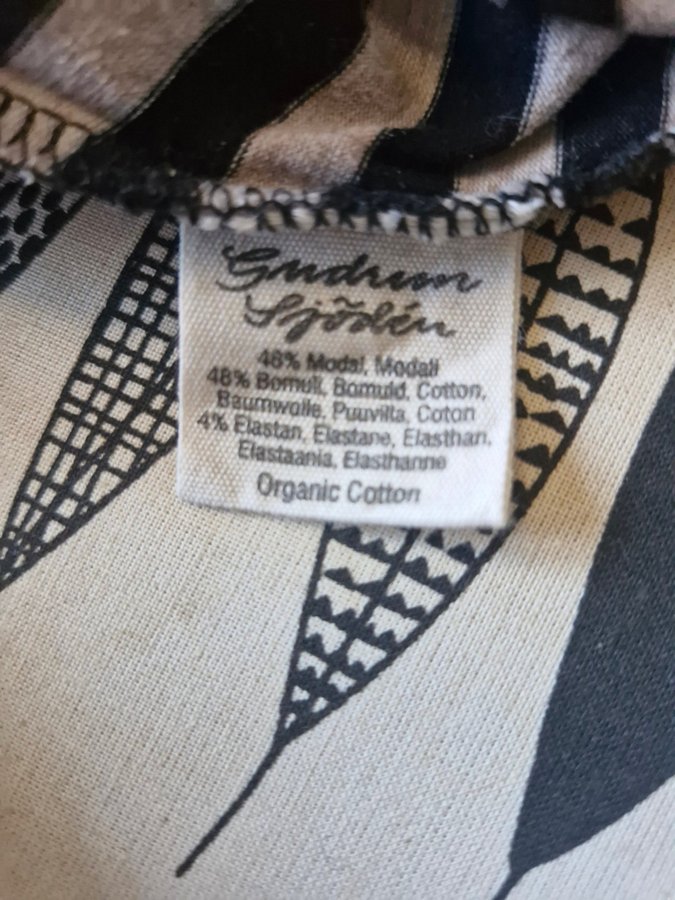 Gudrun
Sjödén
48% Modal, Modali
48% Bomull, Bomuld, Cotton,
Baumwolle, Puuvilla, Coton
4% Elastan, Elastane, Elasthan,
Elastaania, Elasthanne
Organic Cotton